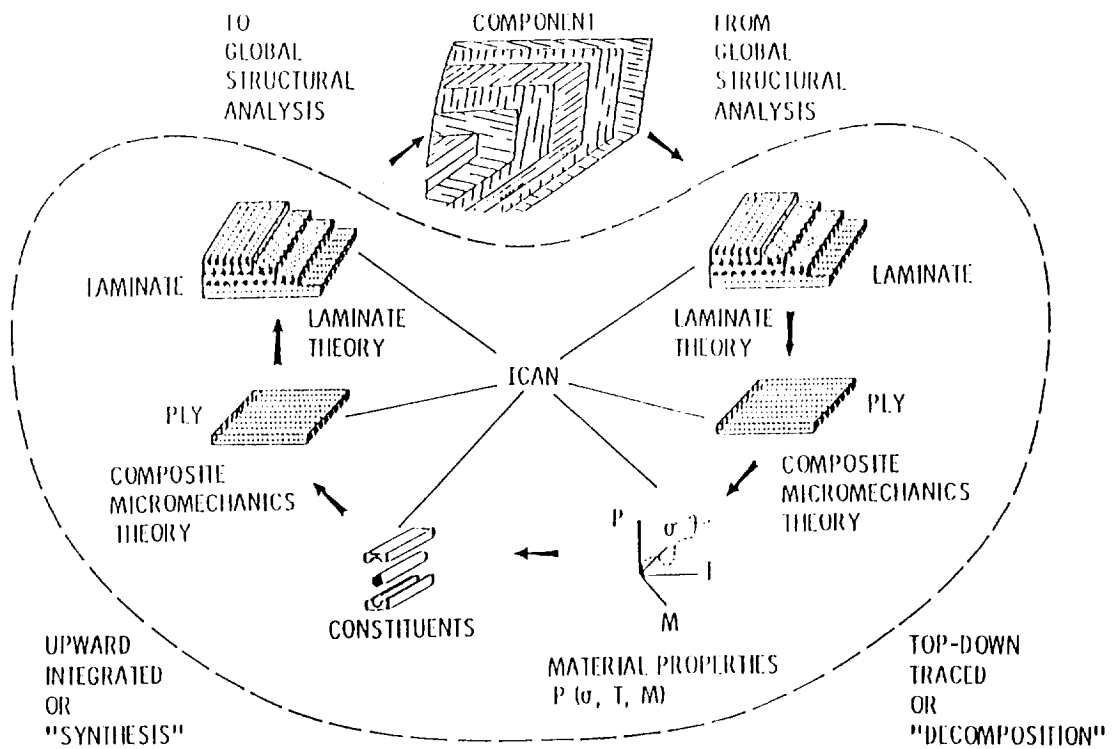 TO
GLOBAL
STRUCTURAL
ANALYSIS
COMPONENT
FROM
GLOBAL
STRUCTURAL
ANALYSIS
LAMINATE
LAMINATE
THEORY
LAMINATE
THEORY
LAMINATE
ICAN
PLY
PLY
COMPOSITE
MICROMECHANICS
THEORY
COMPOSITE
MICROMECHANICS
THEORY
P
σ
M
CONSTITUENTS
MATERIAL PROPERTIES
P (σ, T, M)
UPWARD
INTEGRATED
OR
"SYNTHESIS"
TOP-DOWN
TRACED
OR
"DECOMPOSITION"